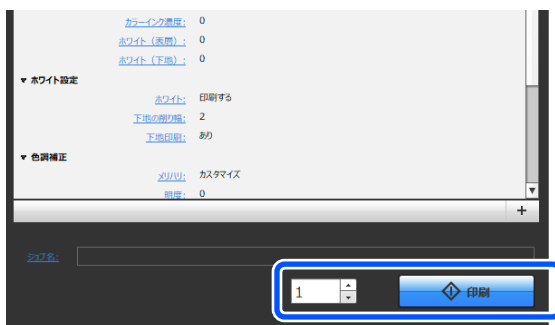 カラーインク濃度: 0
ホワイト（表層）: 0
ホワイト（下地）: 0
▼ ホワイト設定
ホワイト: 印刷する
下地の削り幅: 2
下地印刷: あり
▼ 色調補正
メリハリ: カスタマイズ
明度: 0
+
ジョブ名:
1 印刷